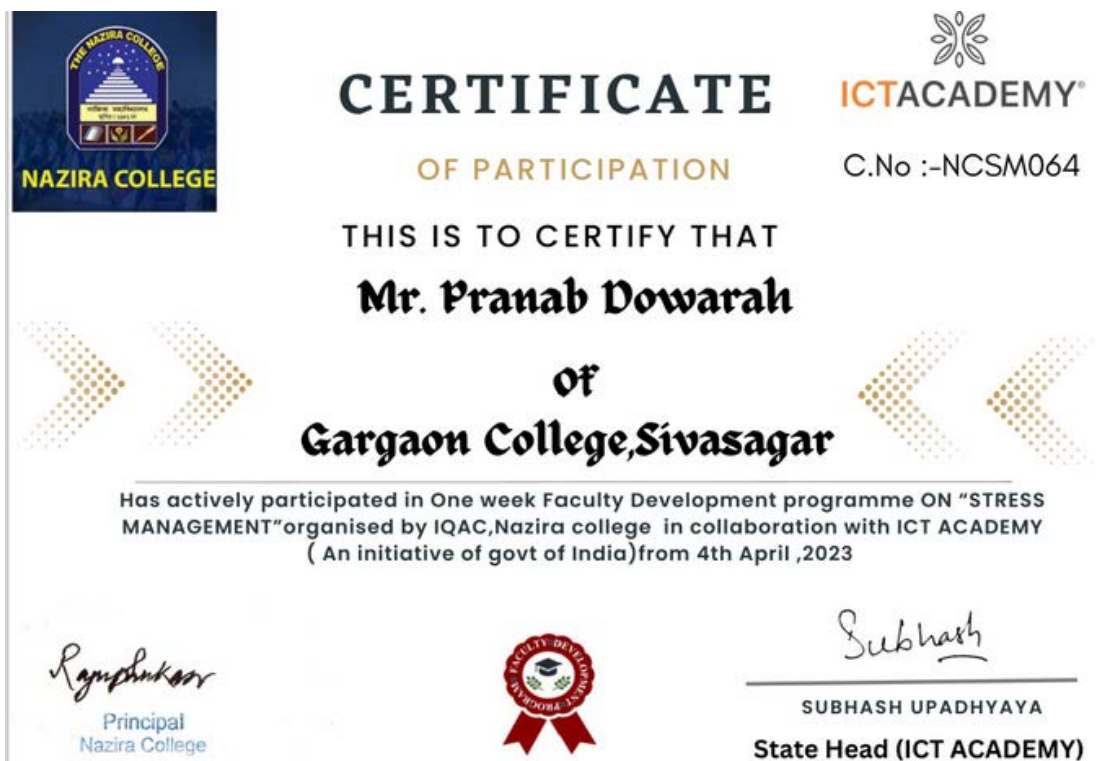 THE NAZIRA COLLEGE
নাজিৰা মহাবিদ্যালয়
NAZIRA COLLEGE
CERTIFICATE
OF PARTICIPATION
ICTACADEMY®
C.No :-NCSM064
THIS IS TO CERTIFY THAT
Mr. Pranab Dowarah
of
Gargaon College,Sivasagar
Has actively participated in One week Faculty Development programme ON “STRESS
MANAGEMENT”organised by IQAC,Nazira college in collaboration with ICT ACADEMY
( An initiative of govt of India)from 4th April ,2023
Principal
Nazira College
FACULTY DEVELOPMENT
PROGRAM
Subhash
SUBHASH UPADHYAYA
State Head (ICT ACADEMY)